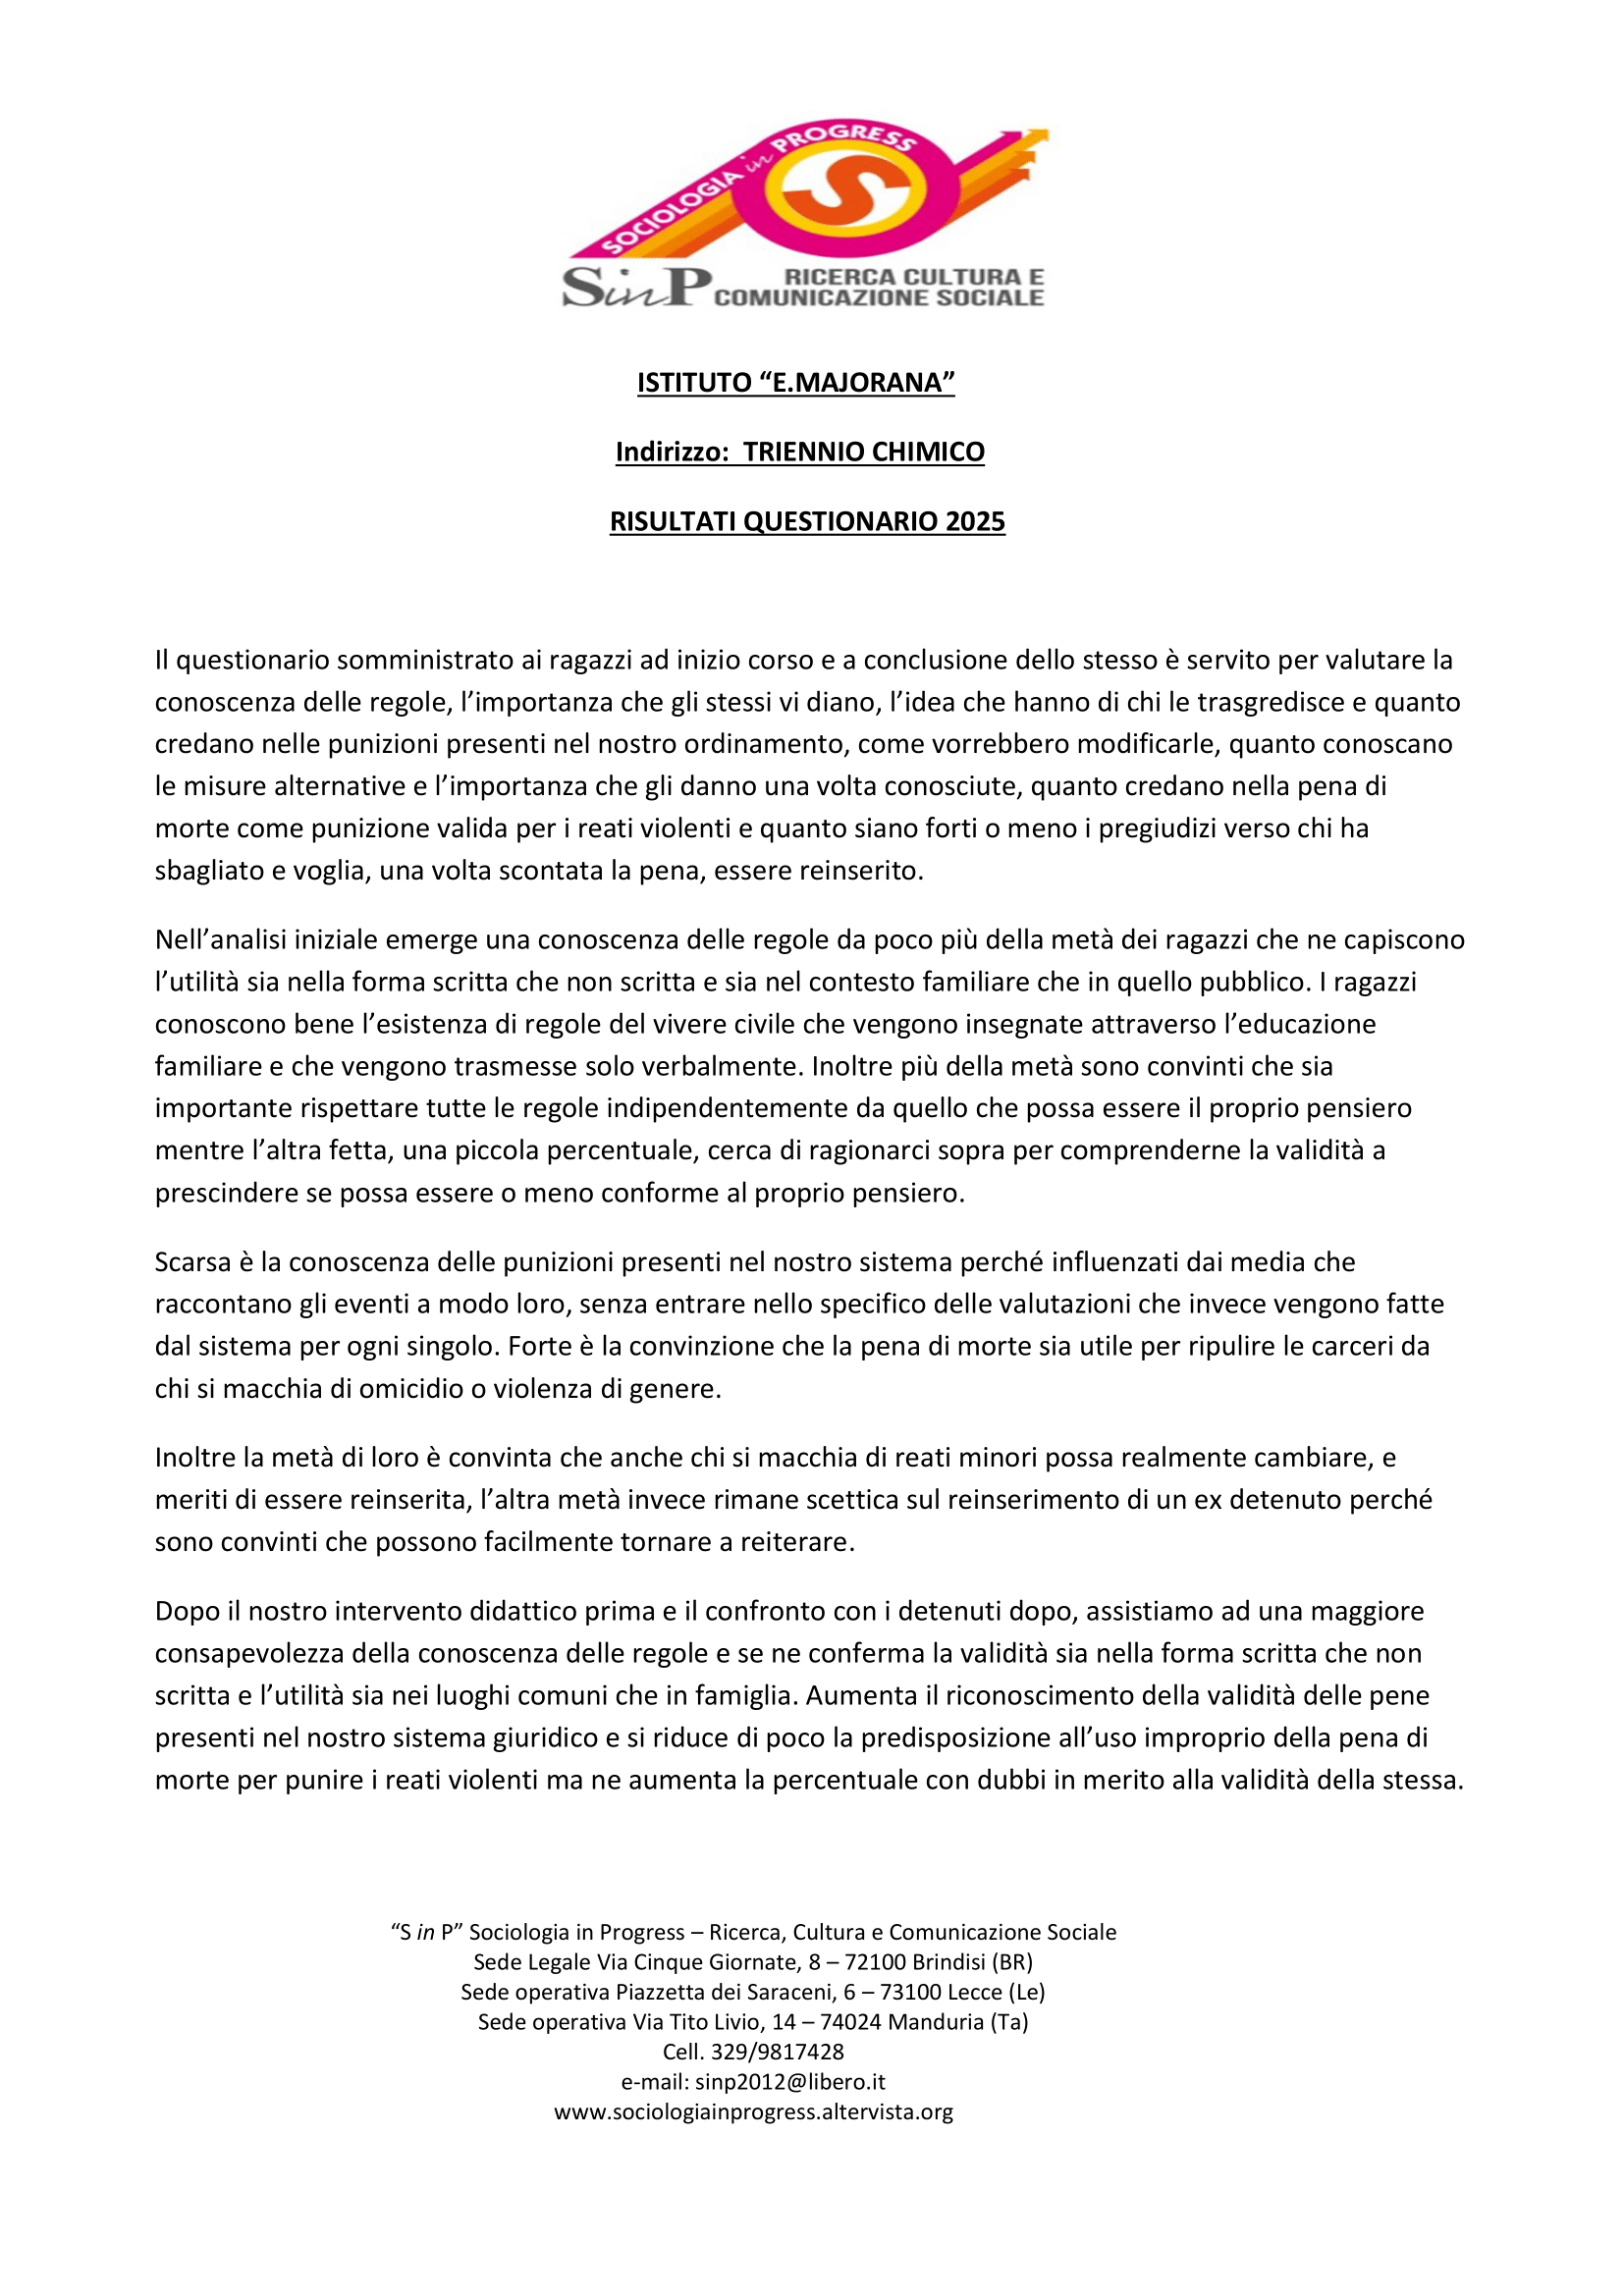 SOCIOLOGIA in PROGRESS
S
S in P RICERCA CULTURA E
COMUNICAZIONE SOCIALE
ISTITUTO “E.MAJORANA”
Indirizzo:  TRIENNIO CHIMICO
RISULTATI QUESTIONARIO 2025
Il questionario somministrato ai ragazzi ad inizio corso e a conclusione dello stesso è servito per valutare la
conoscenza delle regole, l’importanza che gli stessi vi diano, l’idea che hanno di chi le trasgredisce e quanto
credano nelle punizioni presenti nel nostro ordinamento, come vorrebbero modificarle, quanto conoscano
le misure alternative e l’importanza che gli danno una volta conosciute, quanto credano nella pena di
morte come punizione valida per i reati violenti e quanto siano forti o meno i pregiudizi verso chi ha
sbagliato e voglia, una volta scontata la pena, essere reinserito.
Nell’analisi iniziale emerge una conoscenza delle regole da poco più della metà dei ragazzi che ne capiscono
l’utilità sia nella forma scritta che non scritta e sia nel contesto familiare che in quello pubblico. I ragazzi
conoscono bene l’esistenza di regole del vivere civile che vengono insegnate attraverso l’educazione
familiare e che vengono trasmesse solo verbalmente. Inoltre più della metà sono convinti che sia
importante rispettare tutte le regole indipendentemente da quello che possa essere il proprio pensiero
mentre l’altra fetta, una piccola percentuale, cerca di ragionarci sopra per comprenderne la validità a
prescindere se possa essere o meno conforme al proprio pensiero.
Scarsa è la conoscenza delle punizioni presenti nel nostro sistema perché influenzati dai media che
raccontano gli eventi a modo loro, senza entrare nello specifico delle valutazioni che invece vengono fatte
dal sistema per ogni singolo. Forte è la convinzione che la pena di morte sia utile per ripulire le carceri da
chi si macchia di omicidio o violenza di genere.
Inoltre la metà di loro è convinta che anche chi si macchia di reati minori possa realmente cambiare, e
meriti di essere reinserita, l’altra metà invece rimane scettica sul reinserimento di un ex detenuto perché
sono convinti che possono facilmente tornare a reiterare.
Dopo il nostro intervento didattico prima e il confronto con i detenuti dopo, assistiamo ad una maggiore
consapevolezza della conoscenza delle regole e se ne conferma la validità sia nella forma scritta che non
scritta e l’utilità sia nei luoghi comuni che in famiglia. Aumenta il riconoscimento della validità delle pene
presenti nel nostro sistema giuridico e si riduce di poco la predisposizione all’uso improprio della pena di
morte per punire i reati violenti ma ne aumenta la percentuale con dubbi in merito alla validità della stessa.
“S in P” Sociologia in Progress – Ricerca, Cultura e Comunicazione Sociale
Sede Legale Via Cinque Giornate, 8 – 72100 Brindisi (BR)
Sede operativa Piazzetta dei Saraceni, 6 – 73100 Lecce (Le)
Sede operativa Via Tito Livio, 14 – 74024 Manduria (Ta)
Cell. 329/9817428
e-mail: sinp2012@libero.it
www.sociologiainprogress.altervista.org